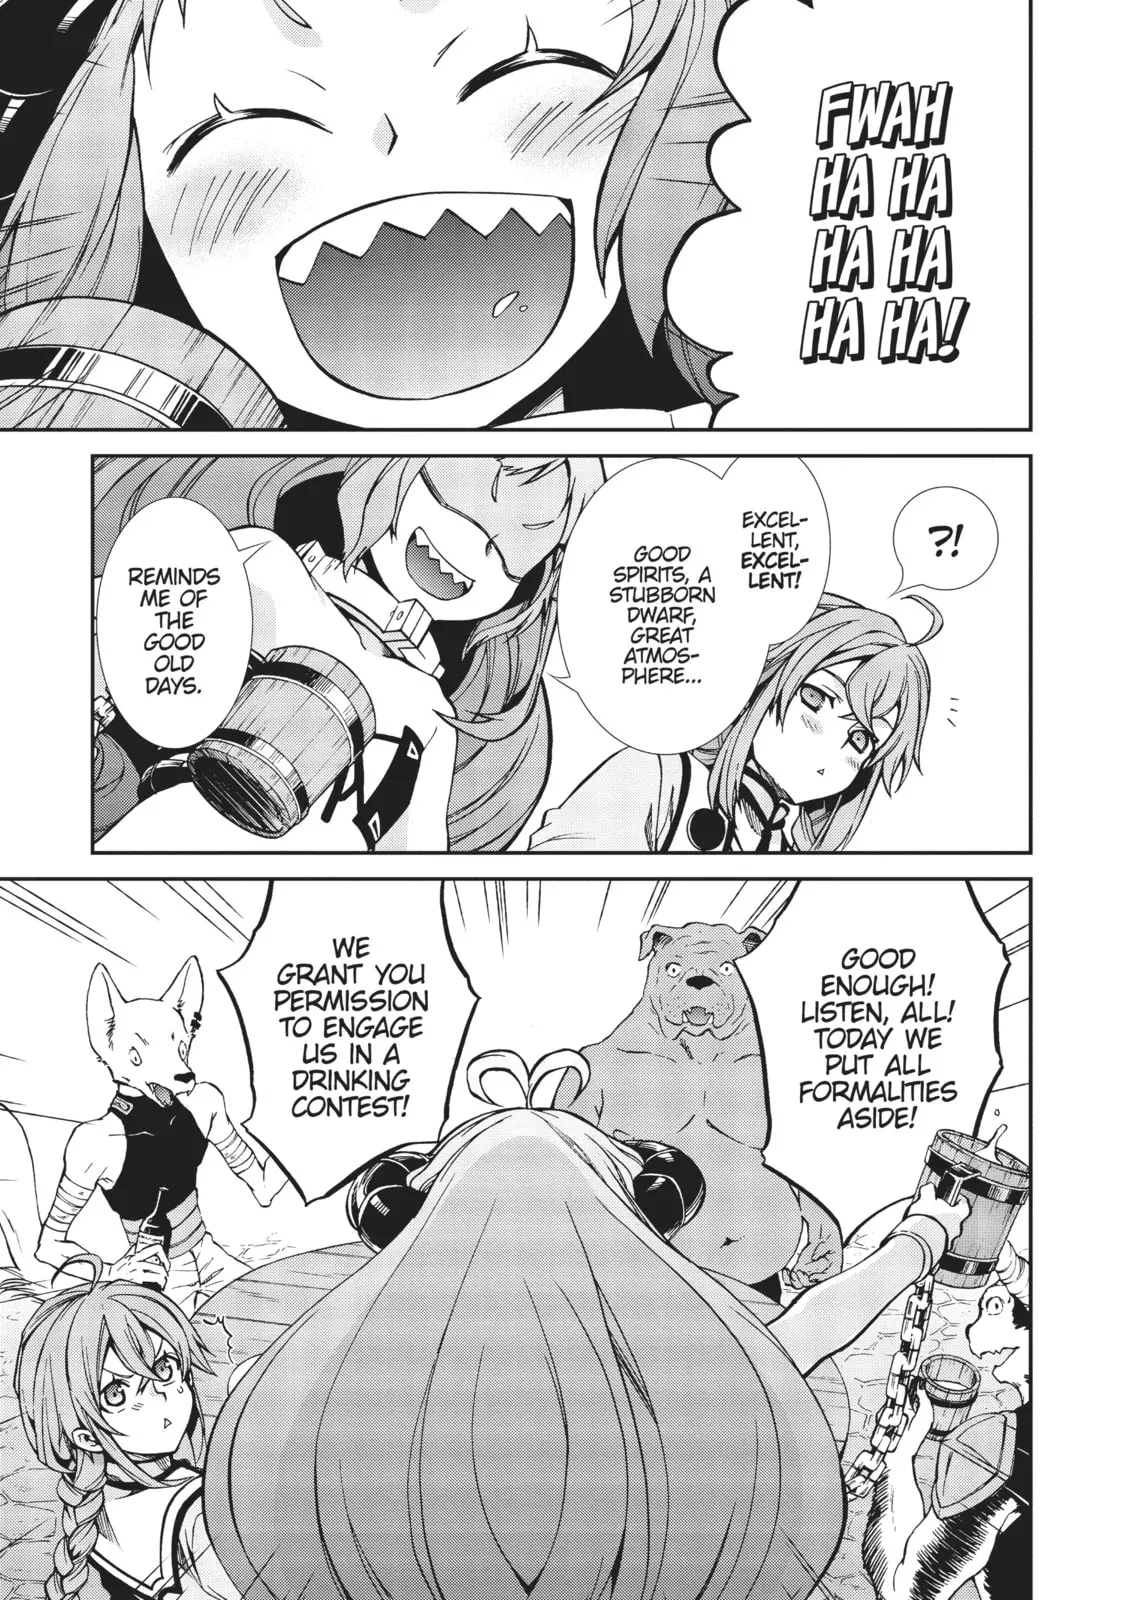 FWAH
HA HA
HA HA
HA HA!
?!
EXCEL-
LENT,
EXCEL-
LENT!
GOOD
SPIRITS, A
STUBBORN
DWARF,
GREAT
ATMOS-
PHERE...
REMINDS
ME OF
THE
GOOD
OLD
DAYS.
GOOD
ENOUGH!
LISTEN, ALL!
TODAY WE
PUT ALL
FORMALITIES
ASIDE!
WE
GRANT YOU
PERMISSION
TO ENGAGE
US IN A
DRINKING
CONTEST!